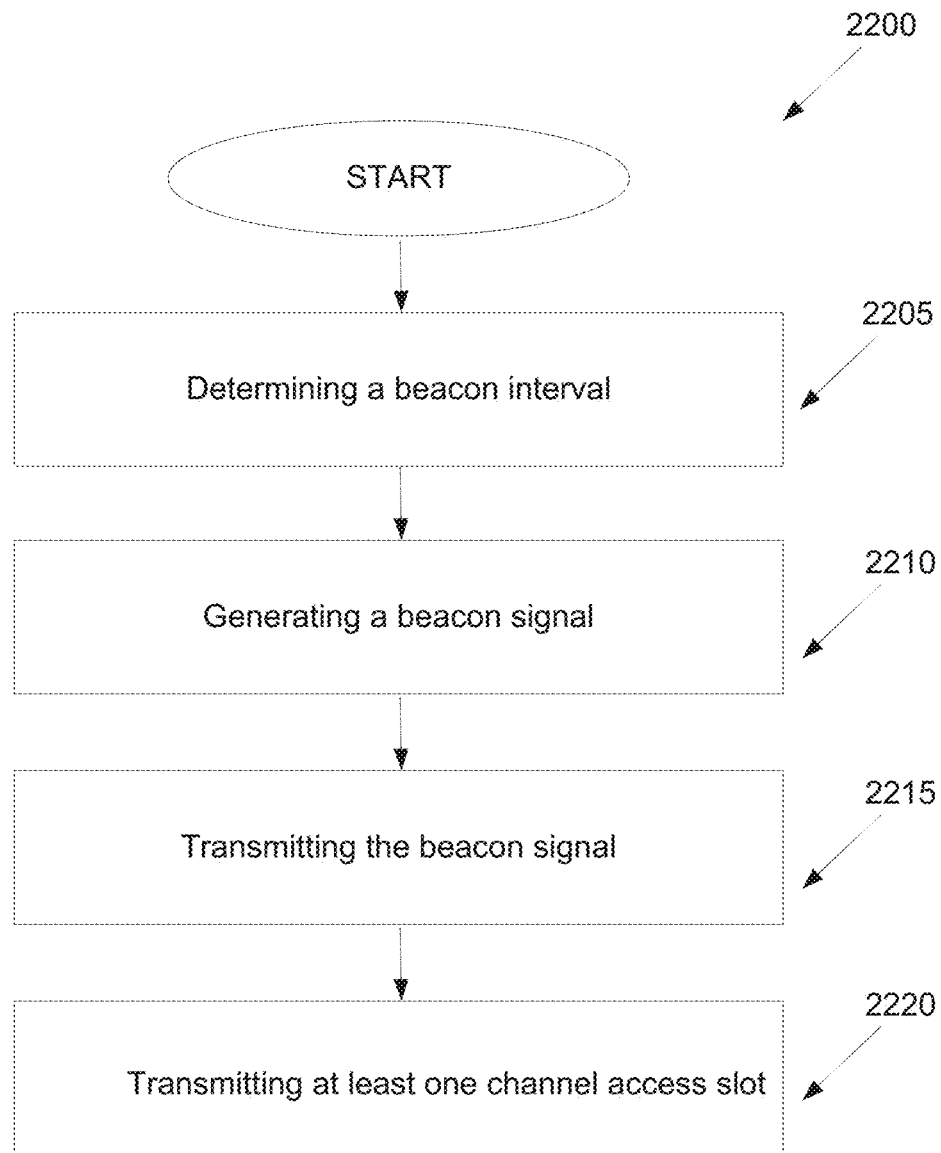 2200
START
2205
Determining a beacon interval
2210
Generating a beacon signal
2215
Transmitting the beacon signal
2220
Transmitting at least one channel access slot